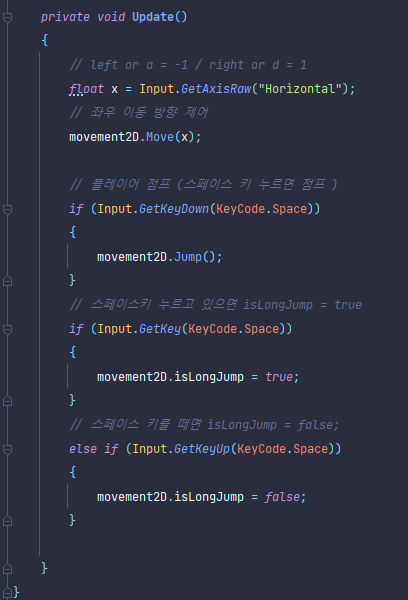 private void Update()
{
// left or a = -1 / right or d = 1
float x = Input.GetAxisRaw("Horizontal");
// 좌우 이동 방향 제어
movement2D.Move(x);
// 플레이어 점프 (스페이스 키 누르면 점프 )
if (Input.GetKeyDown(KeyCode.Space))
{
movement2D.Jump();
}
// 스페이스키 누르고 있으면 isLongJump = true
if (Input.GetKey(KeyCode.Space))
{
movement2D.isLongJump = true;
}
// 스페이스 키를 떼면 isLongJump = false;
else if (Input.GetKeyUp(KeyCode.Space))
{
movement2D.isLongJump = false;
}
}
}